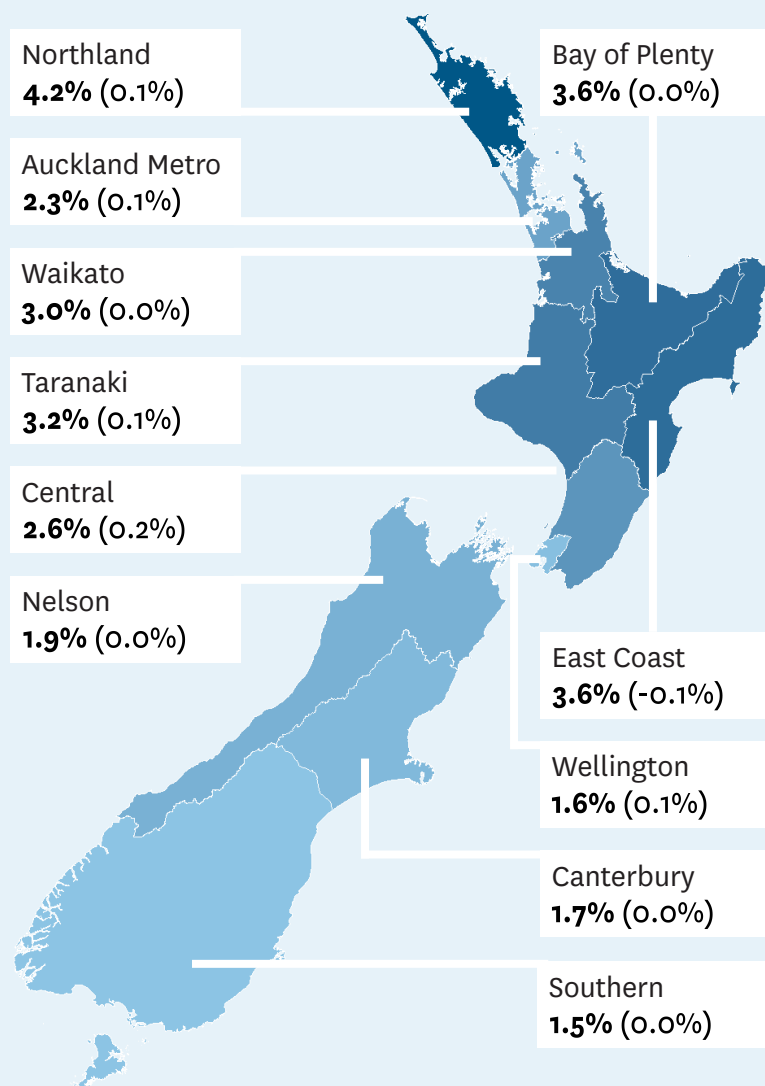 Northland
4.2% (0.1%)
Bay of Plenty
3.6% (0.0%)
Auckland Metro
2.3% (0.1%)
Waikato
3.0% (0.0%)
Taranaki
3.2% (0.1%)
Central
2.6% (0.2%)
Nelson
1.9% (0.0%)
East Coast
3.6% (-0.1%)
Wellington
1.6% (0.1%)
Canterbury
1.7% (0.0%)
Southern
1.5% (0.0%)